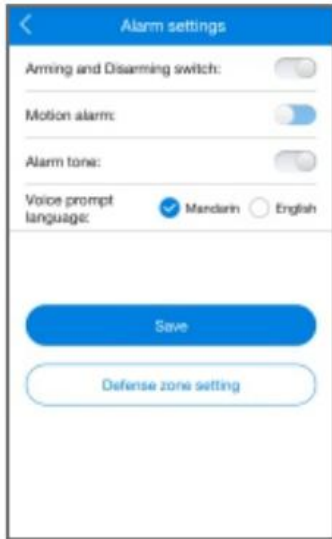 Alarm settings
Arming and Disarming switch:
Motion alarm:
Alarm tone:
Voice prompt
language:
Mandarin
English
Save
Defense zone setting